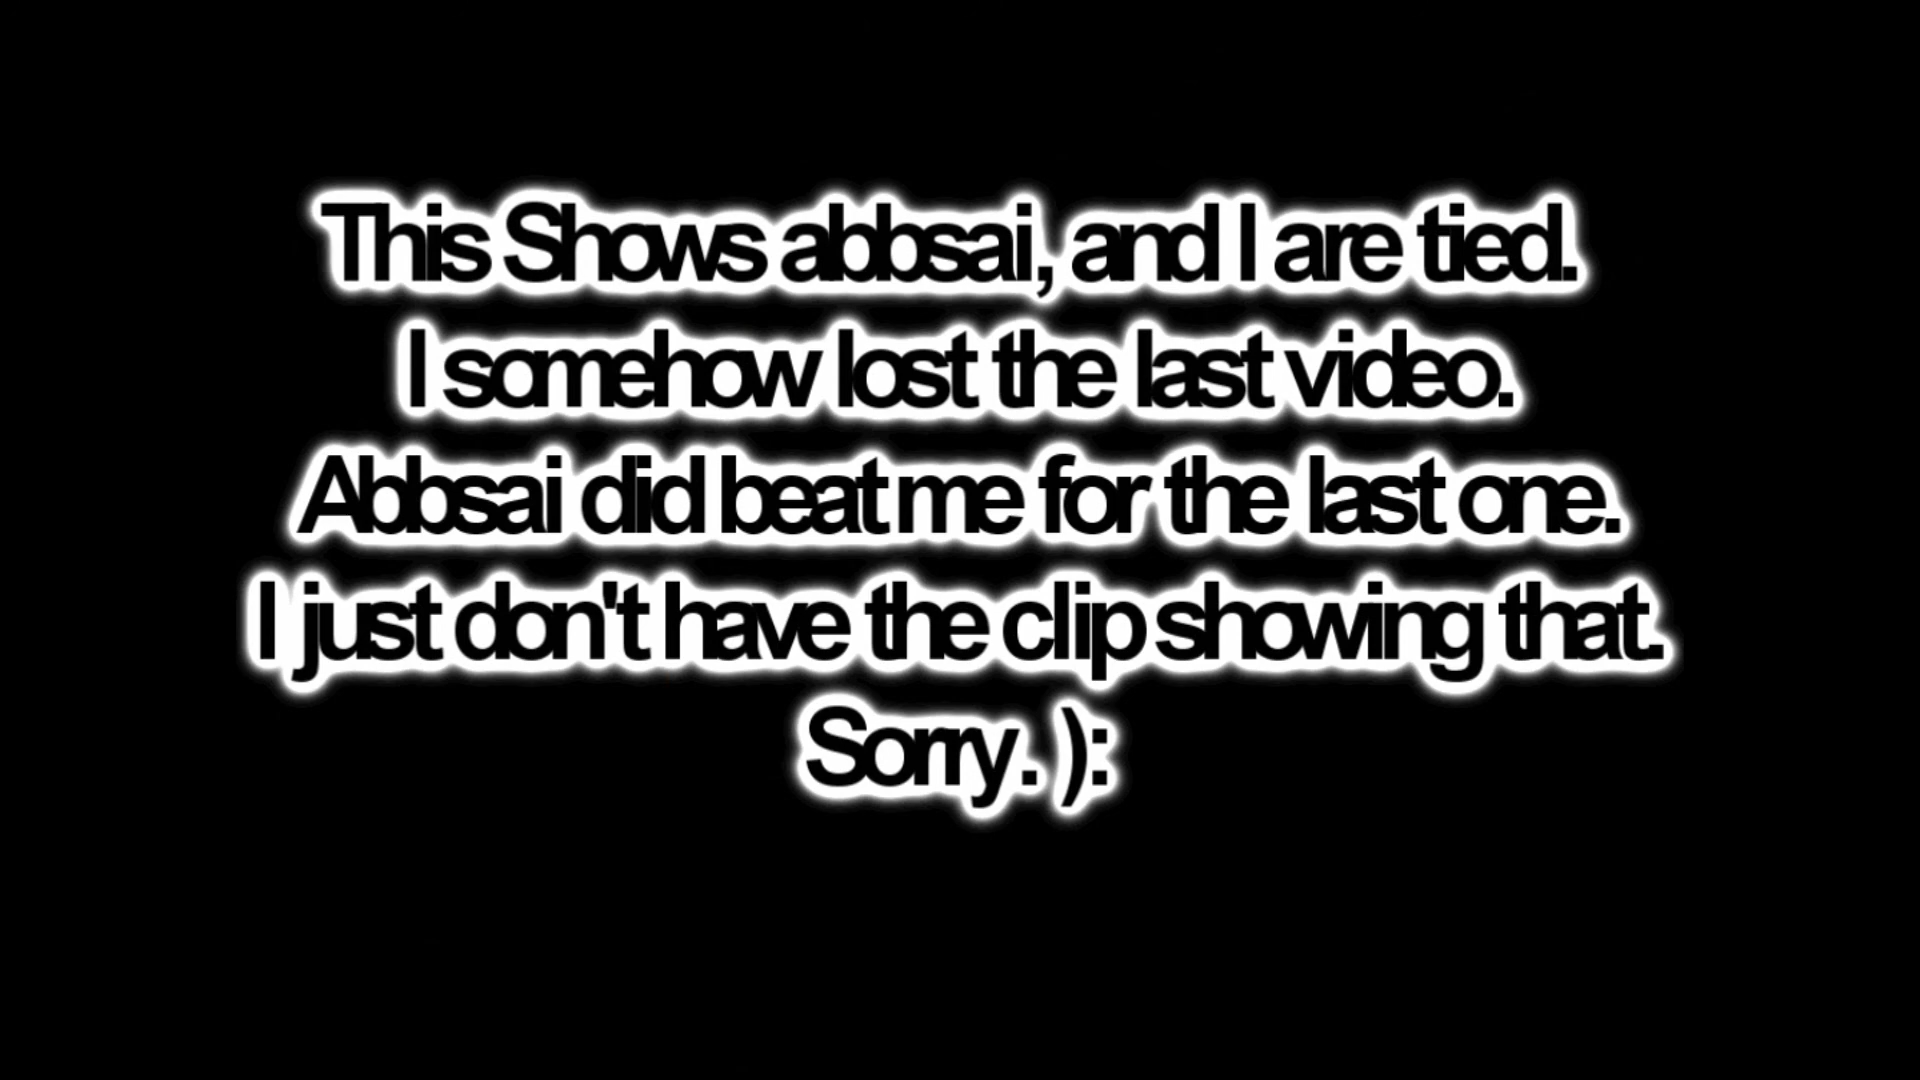 This Shows abbsai, and I are tied.
I somehow lost the last video.
Abbsai did beat me for the last one.
I just don't have the clip showing that.
Sorry. ):